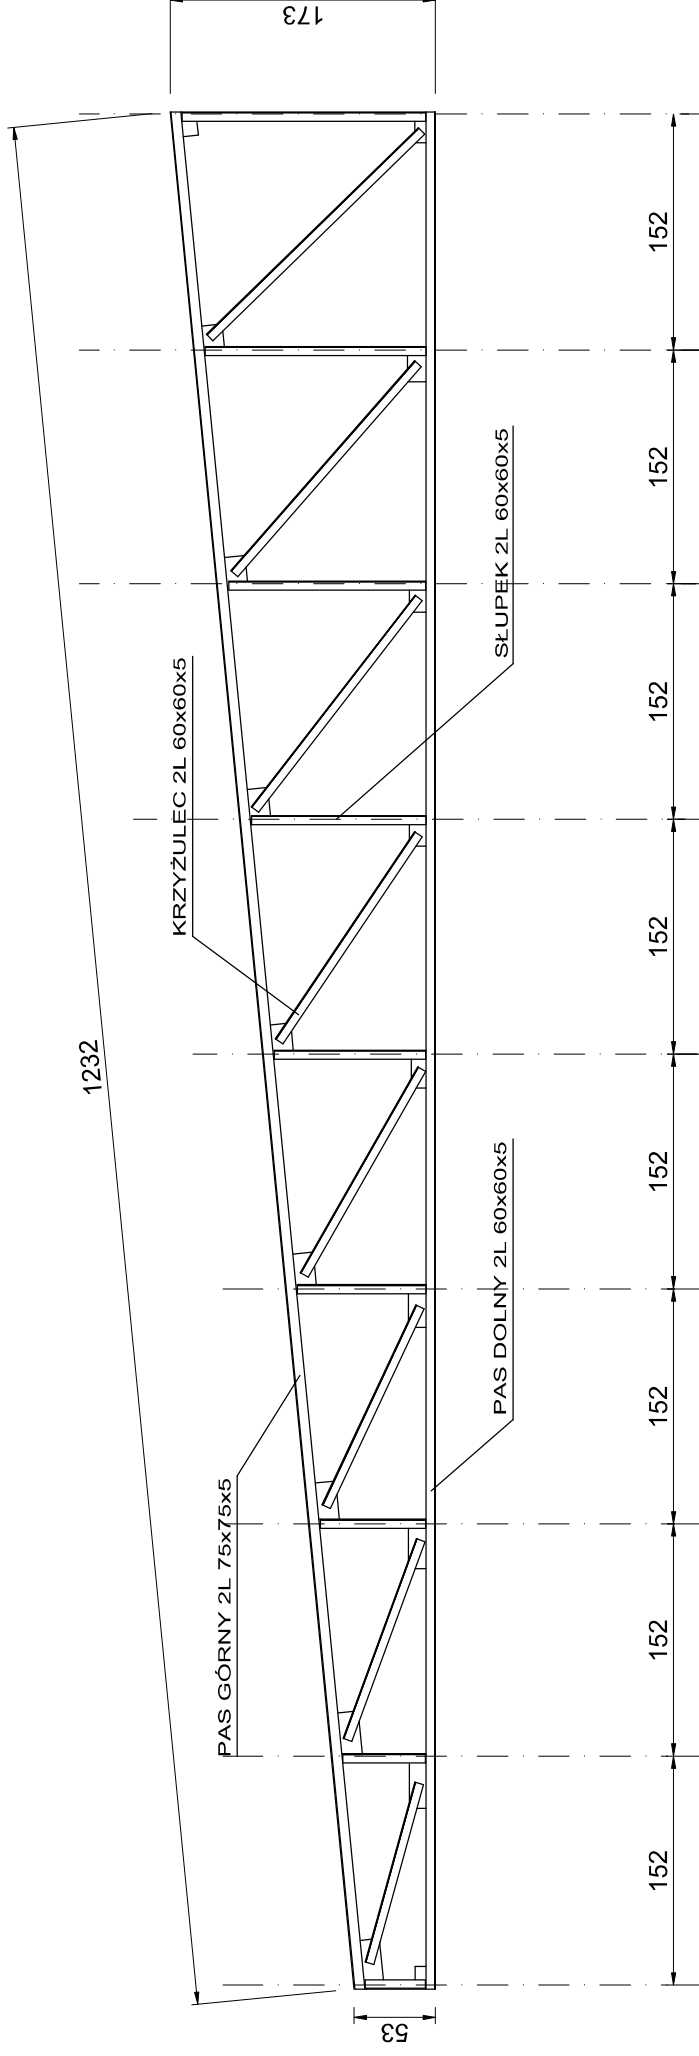 1232
173
KRZYŻULEC 2L 60x60x5
SŁUPEK 2L 60x60x5
PAS GÓRNY 2L 75x75x5
PAS DOLNY 2L 60x60x5
53
152
152
152
152
152
152
152
152